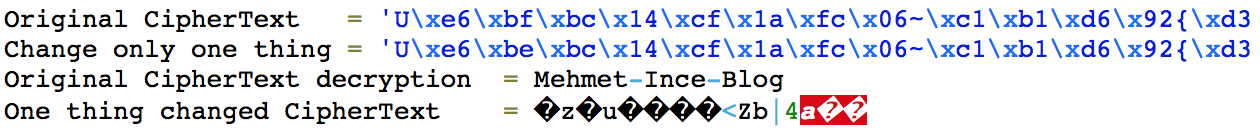 Original CipherText   = 'U\xe6\xbf\xbc\x14\xcf\x1a\xfc\x06~\xc1\xb1\xd6\x92{\xd3
Change only one thing = 'U\xe6\xbe\xbc\x14\xcf\x1a\xfc\x06~\xc1\xb1\xd6\x92{\xd3
Original CipherText decryption  = Mehmet-Ince-Blog
One thing changed CipherText    = �z�u����<Zb|4a��